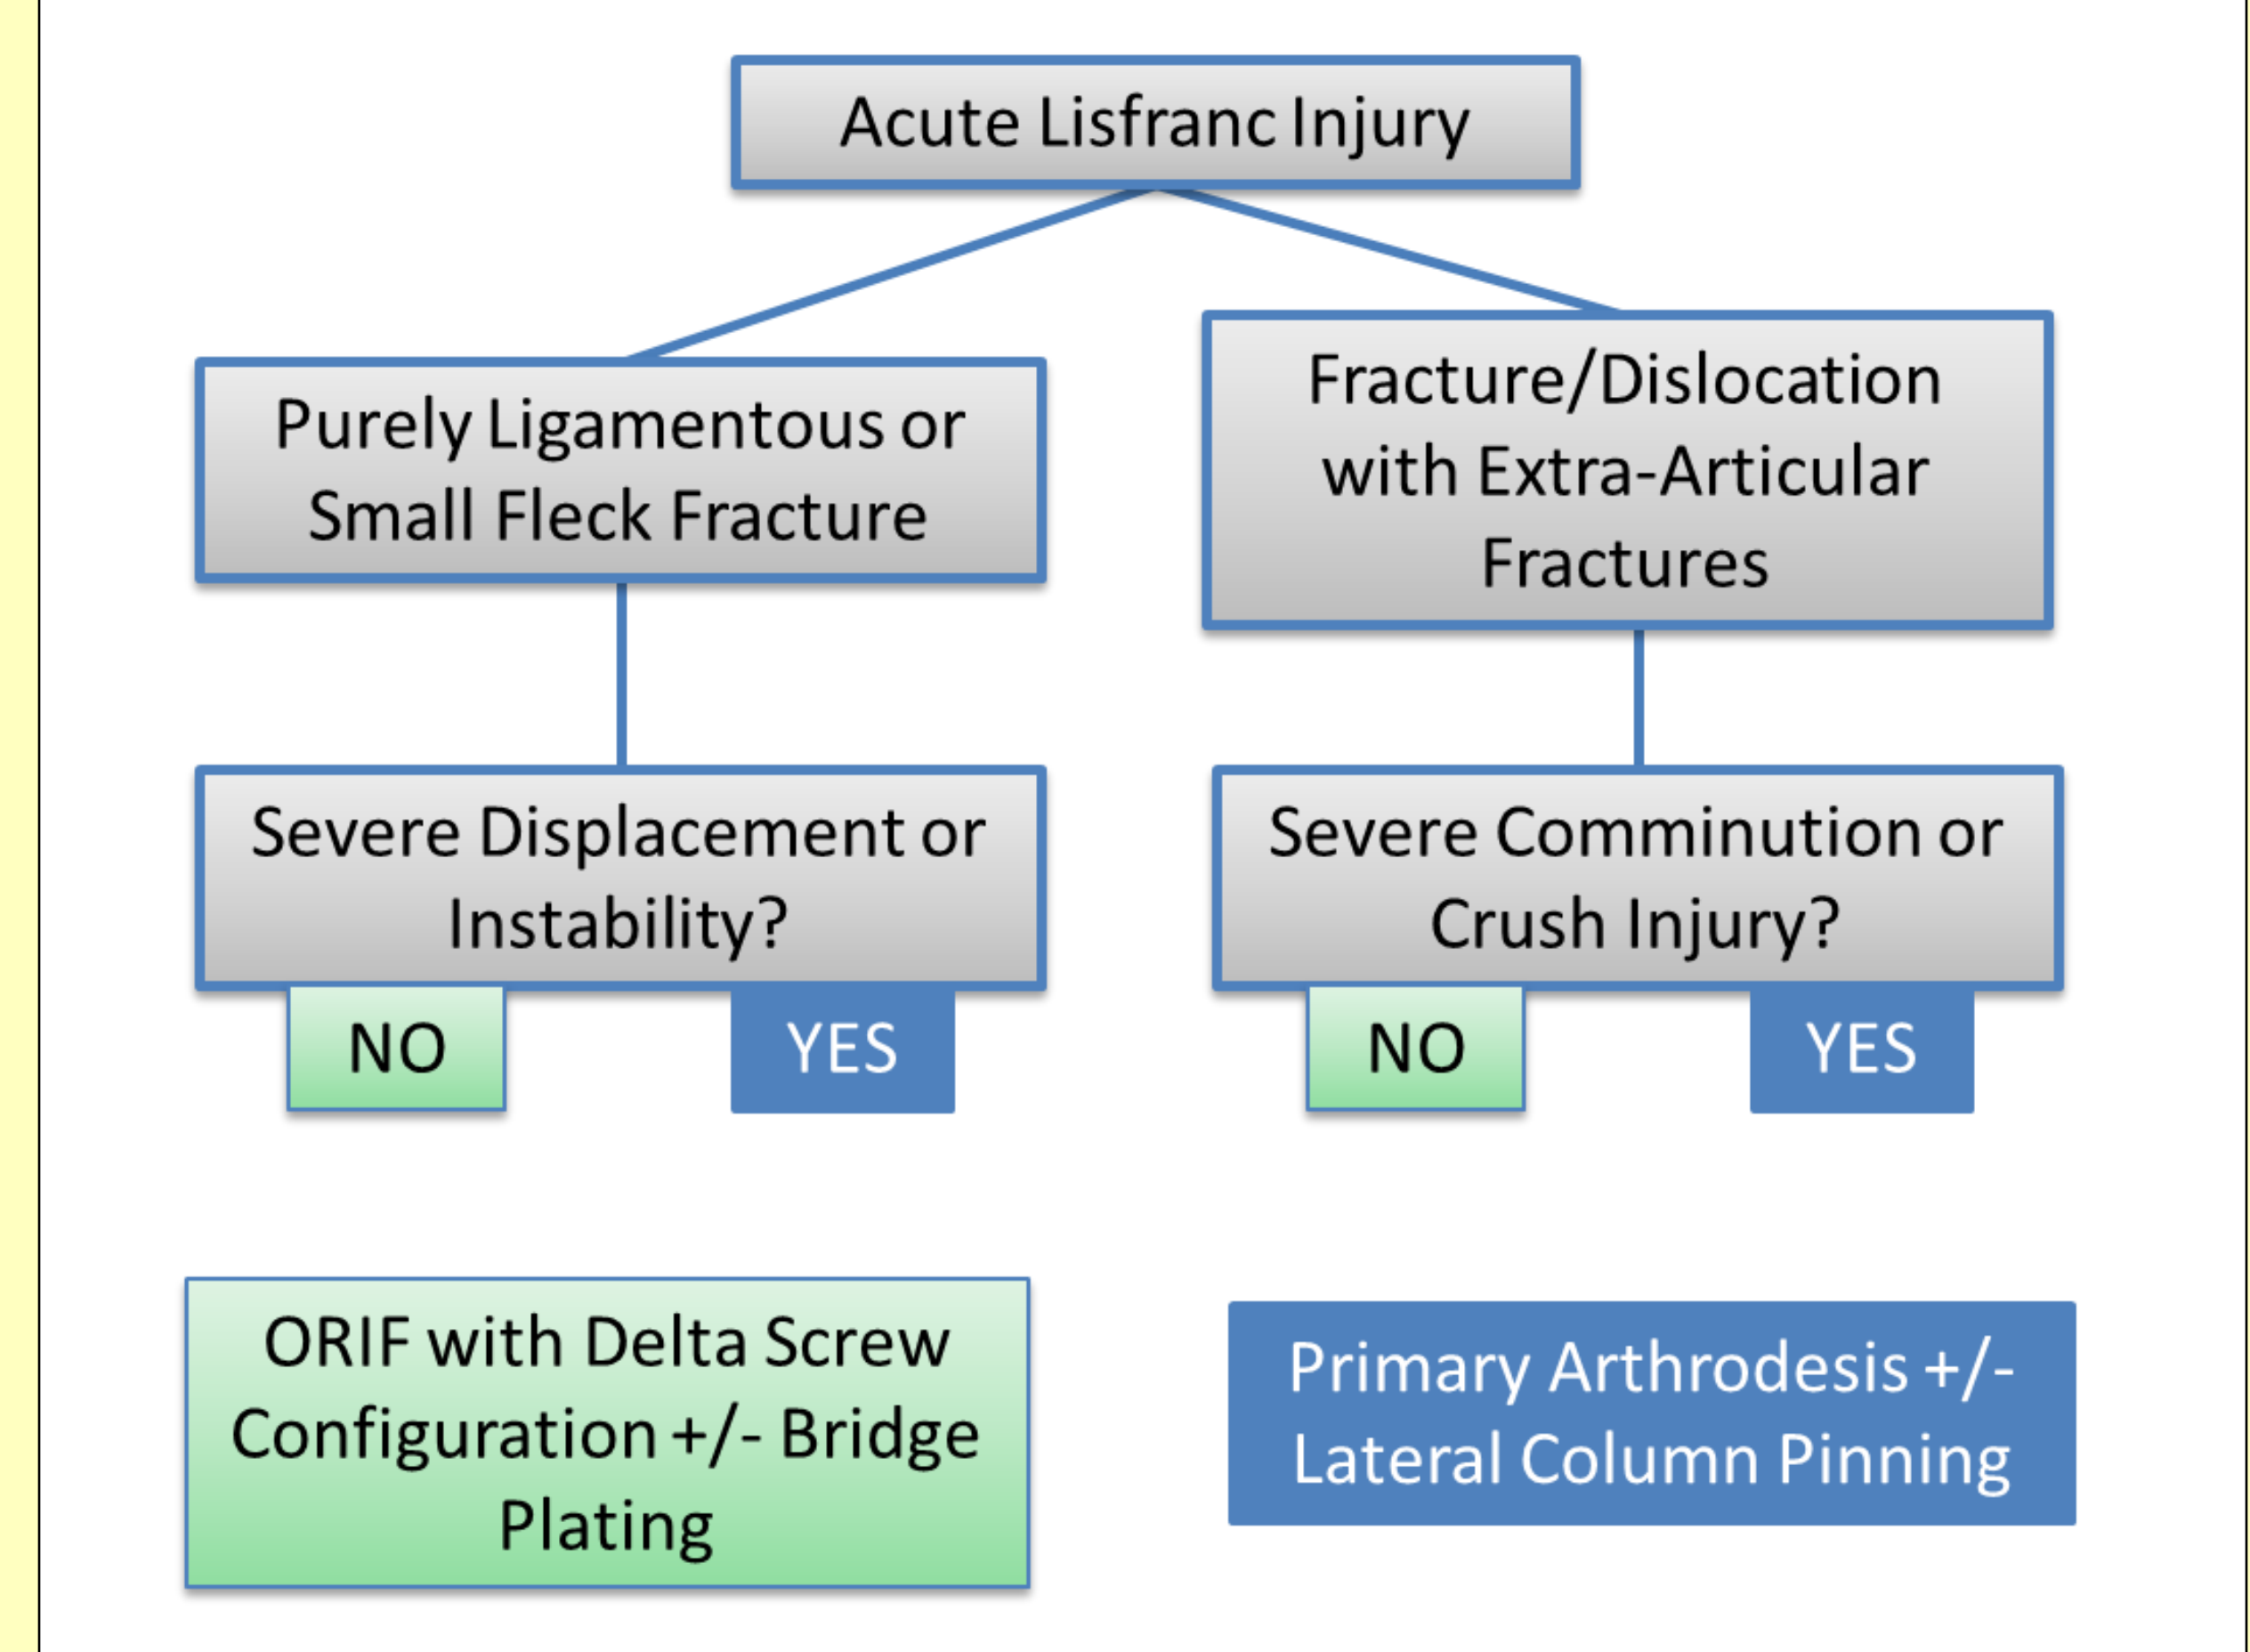 Acute Lisfranc Injury
Purely Ligamentous or
Small Fleck Fracture
Fracture/Dislocation
with Extra-Articular
Fractures
Severe Displacement or
Instability?
NO
YES
Severe Comminution or
Crush Injury?
NO
YES
ORIF with Delta Screw
Configuration +/- Bridge
Plating
Primary Arthrodesis +/-
Lateral Column Pinning